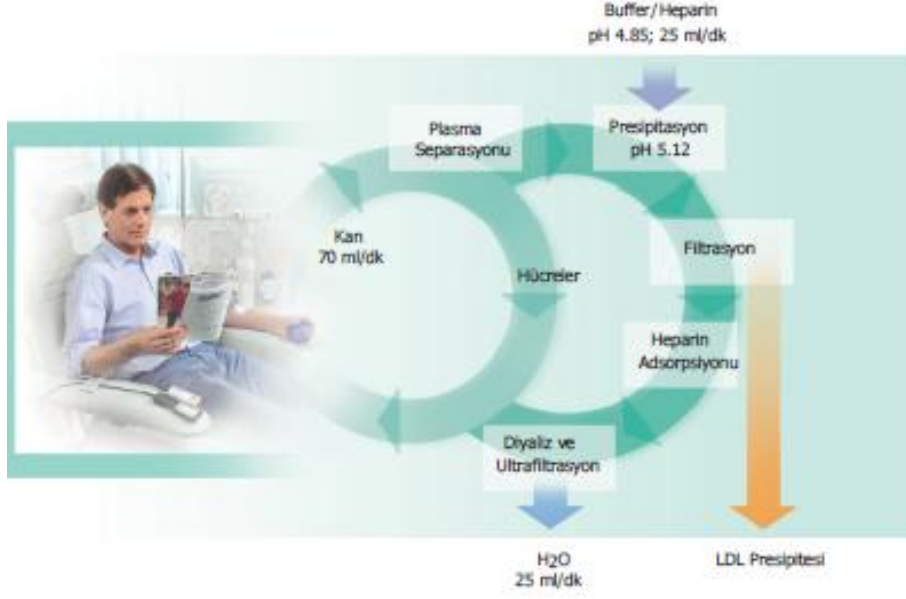 Buffer/Heparin
pH 4.85; 25 ml/dk
Plasma
Separasyonu
Presipitasyon
pH 5.12
Kan
70 ml/dk
Filtrasyon
Hücreler
Heparin
Adsorpsiyonu
Diyaliz ve
Ultrafiltrasyon
H2O
25 ml/dk
LDL Presipitesi